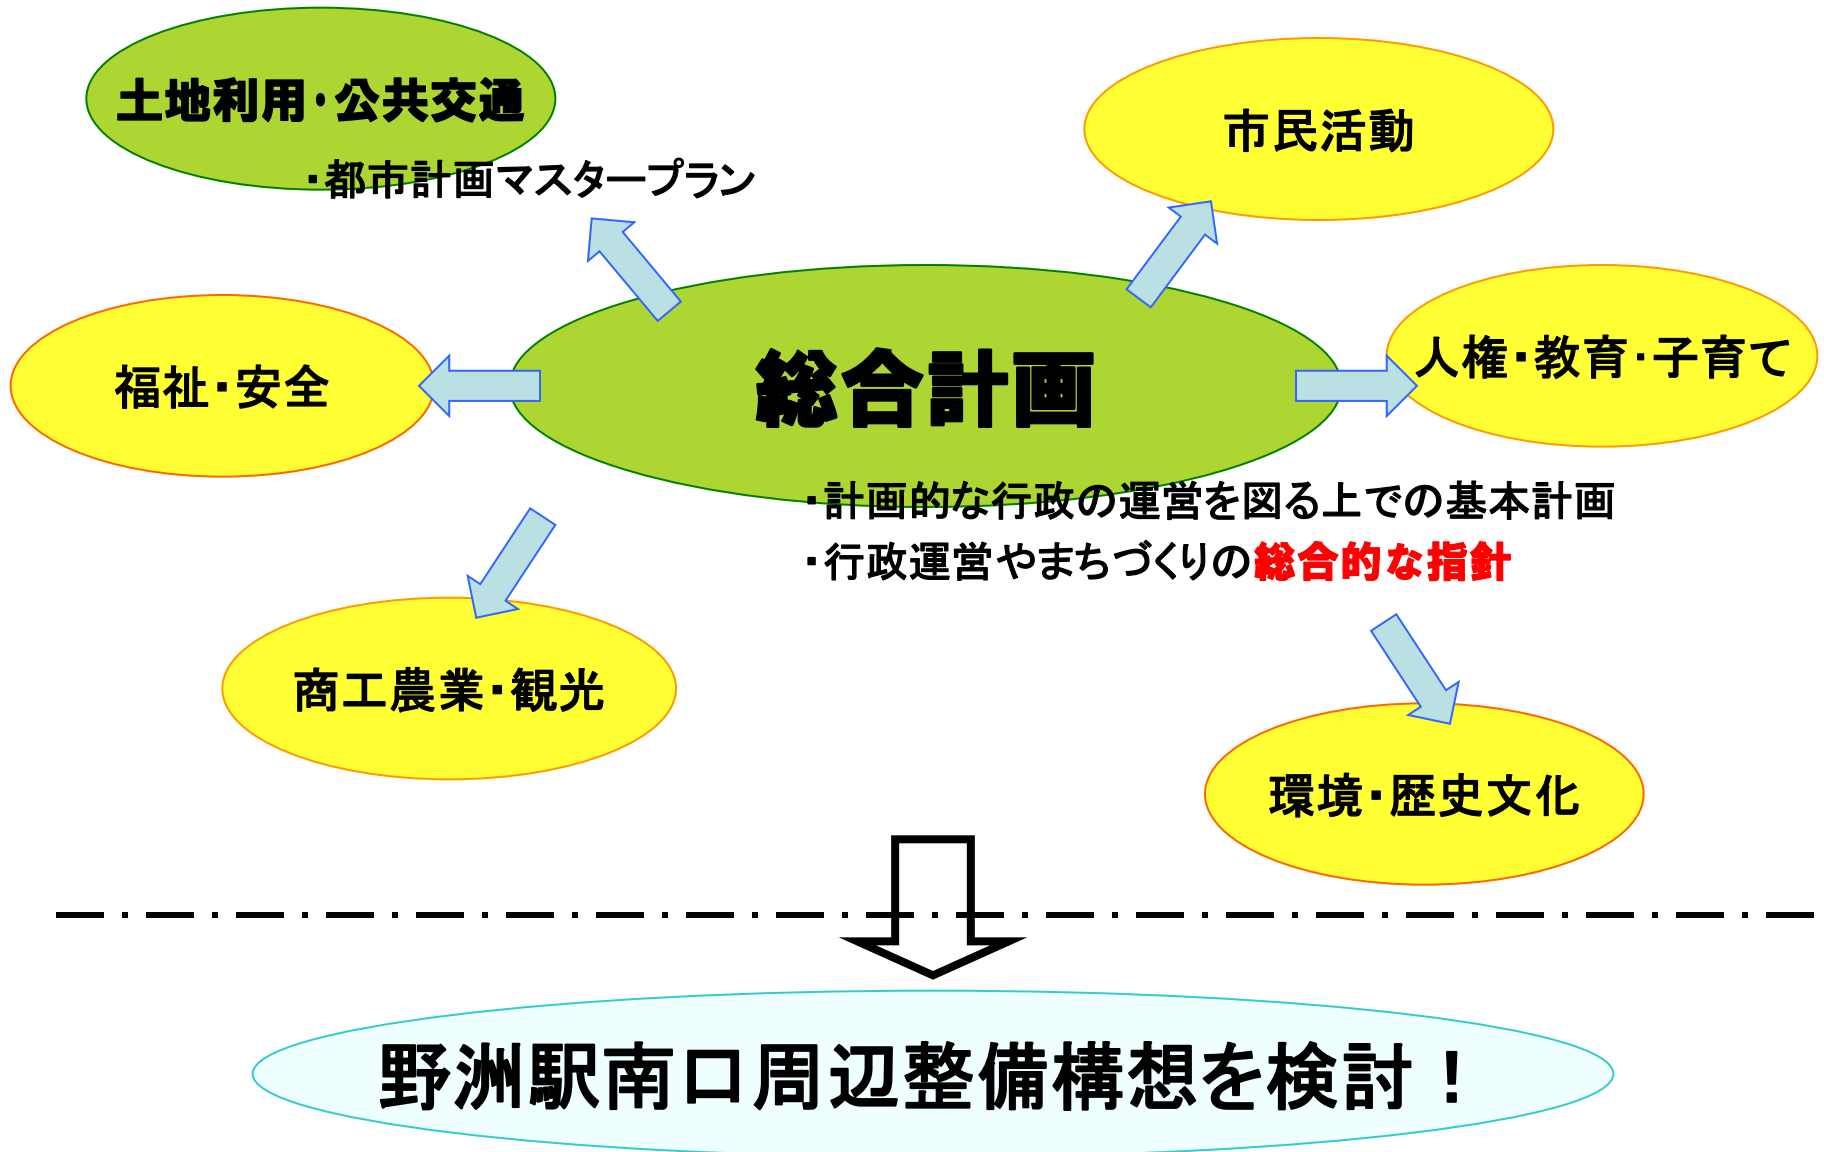 土地利用・公共交通
・都市計画マスタープラン
市民活動
福祉・安全
総合計画
人権・教育・子育て
・計画的な行政の運営を図る上での基本計画
・行政運営やまちづくりの総合的な指針
商工農業・観光
環境・歴史文化
野洲駅南口周辺整備構想を検討！